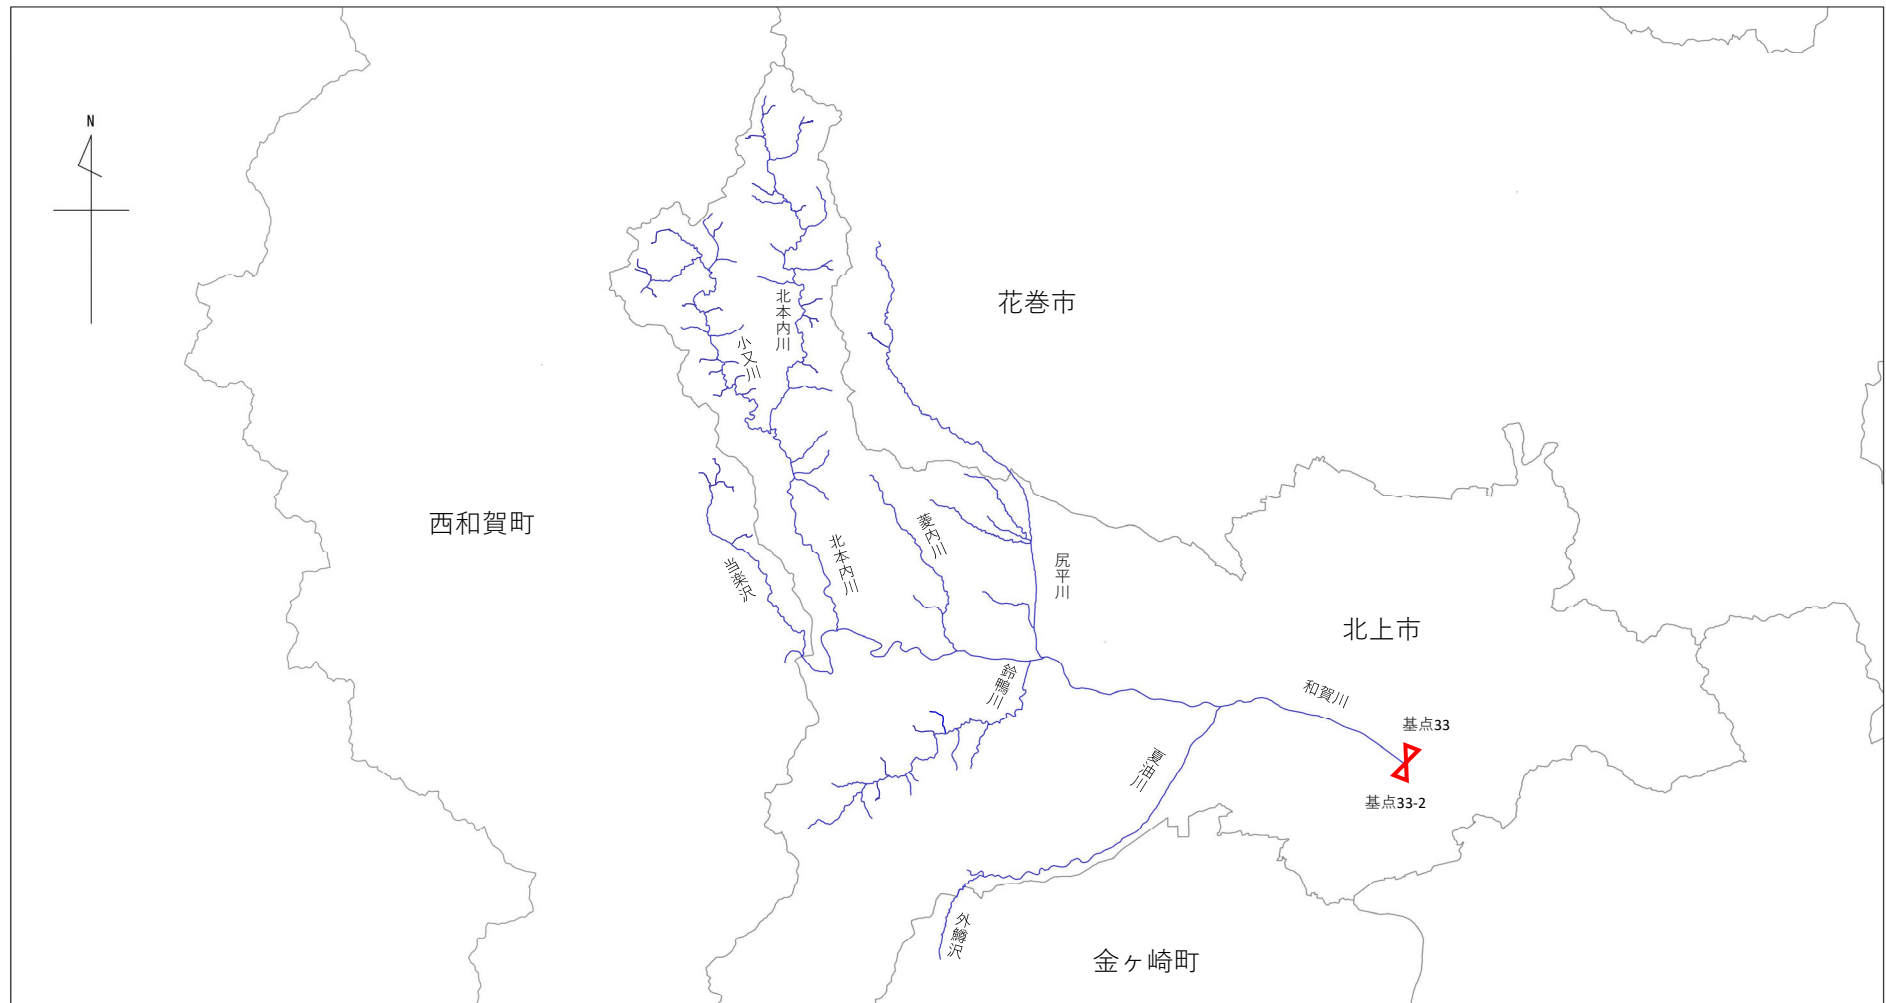 N
花巻市
北本内川
小又川
西和賀町
菱内川
北本内川
当楽沢
尻平川
北上市
鈴鴨川
和賀川
基点33
夏油川
基点33-2
外鱒沢
金ヶ崎町